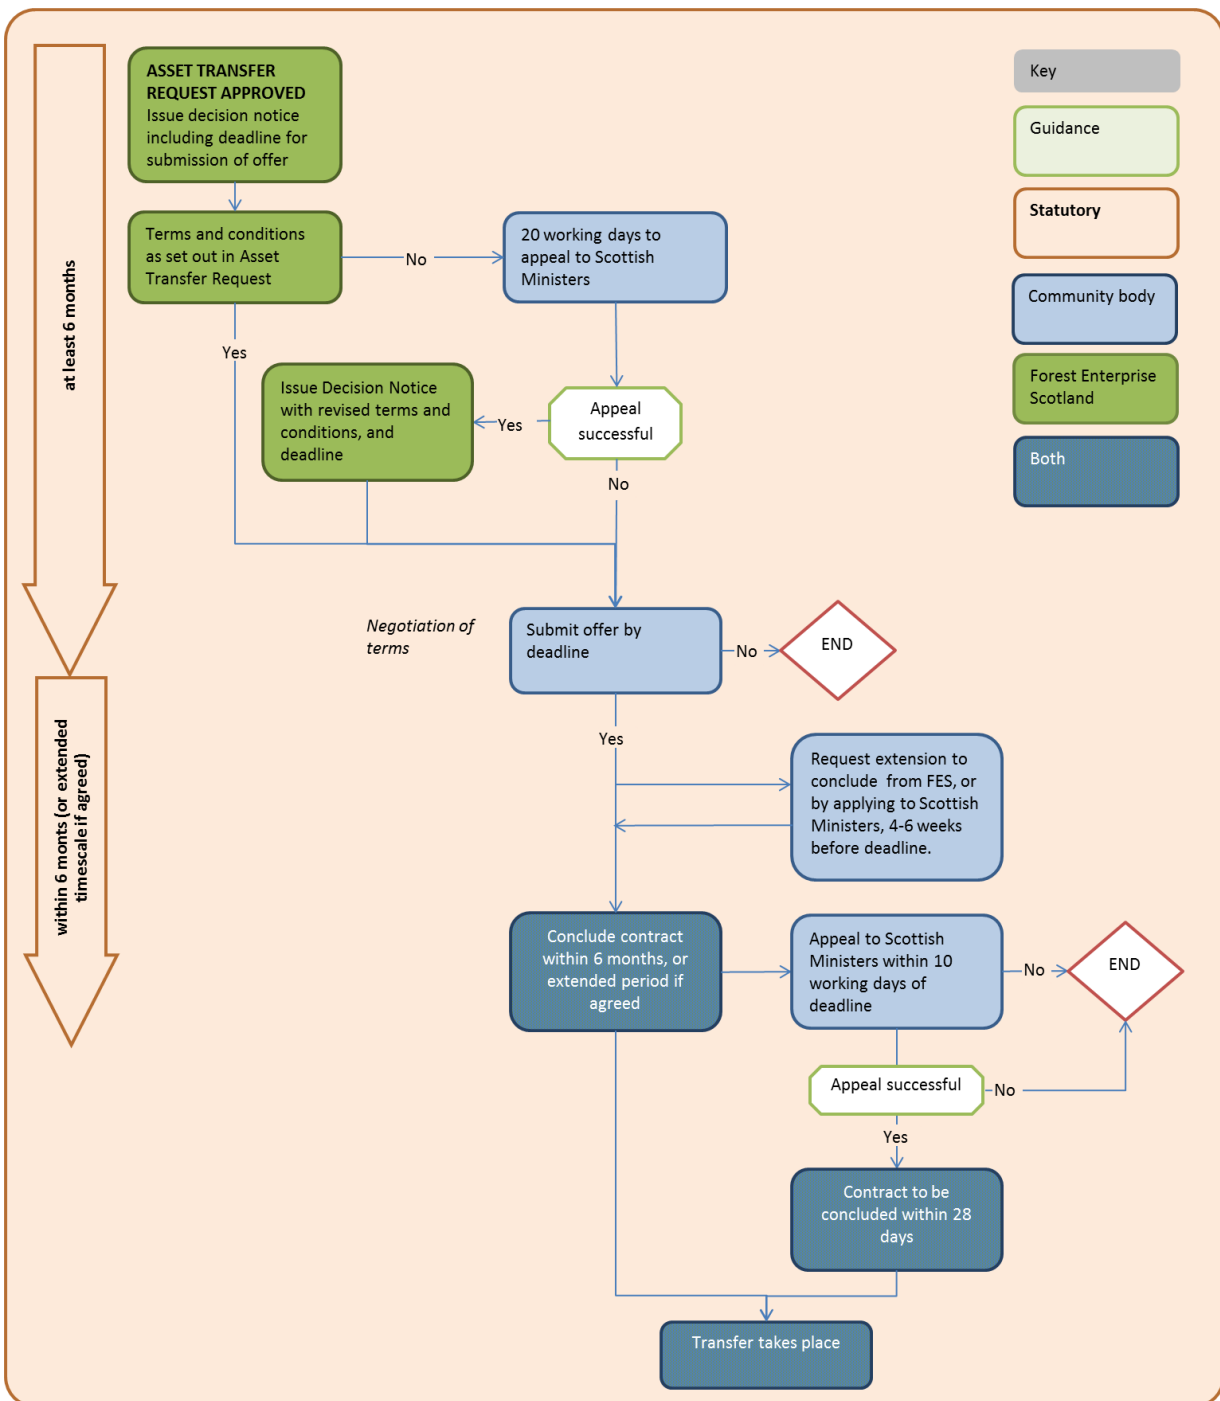 ASSET TRANSFER
REQUEST APPROVED
Issue decision notice
including deadline for
submission of offer
Key
Guidance
Statutory
Community body
Forest Enterprise
Scotland
Both
at least 6 months
Terms and conditions
as set out in Asset
Transfer Request
No
20 working days to
appeal to Scottish
Ministers
Yes
Issue Decision Notice
with revised terms and
conditions, and
deadline
Yes
Appeal
successful
No
Negotiation of
terms
Submit offer by
deadline
No
END
Yes
within 6 monts (or extended
timescale if agreed)
Request extension to
conclude from FES, or
by applying to Scottish
Ministers, 4-6 weeks
before deadline.
Conclude contract
within 6 months, or
extended period if
agreed
Appeal to Scottish
Ministers within 10
working days of
deadline
No
END
Appeal successful
No
Yes
Contract to be
concluded within 28
days
Transfer takes place